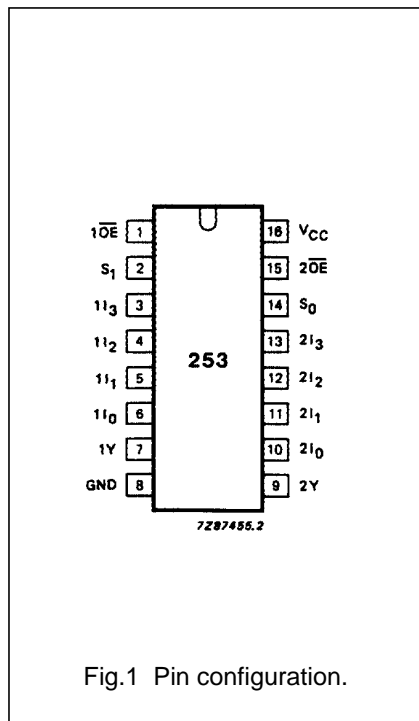 1OE 1 16 VCC
S1 2 15 2OE
1I3 3 14 S0
1I2 4 13 2I3
1I1 5 12 2I2
253
1I0 6 11 2I1
1Y 7 10 2I0
GND 8 9 2Y
7Z87455.2
Fig.1 Pin configuration.